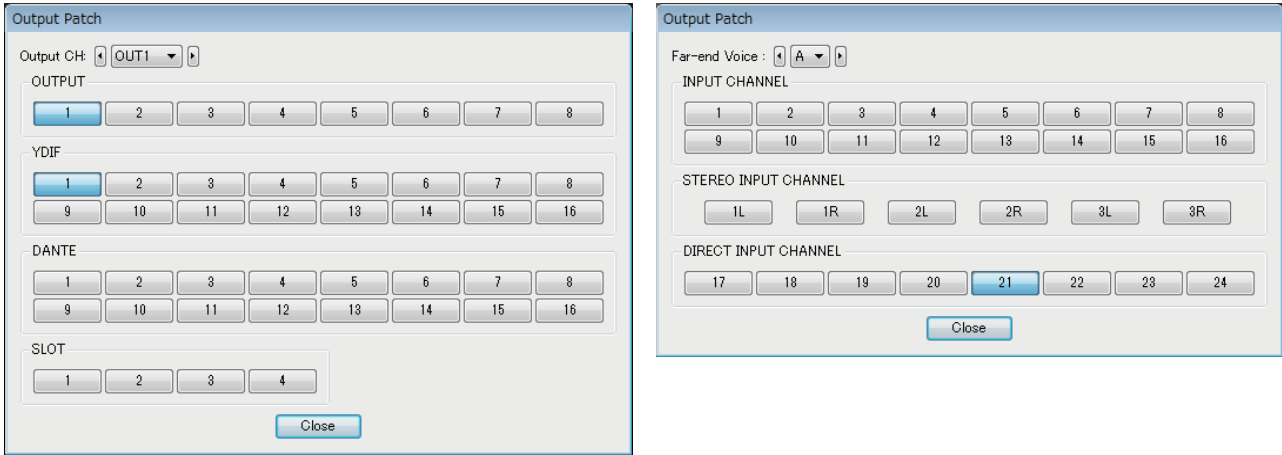 Output Patch
Output CH: OUT1
OUTPUT
1 2 3 4 5 6 7 8
YDIF
1 2 3 4 5 6 7 8
9 10 11 12 13 14 15 16
DANTE
1 2 3 4 5 6 7 8
9 10 11 12 13 14 15 16
SLOT
1 2 3 4
Close
Output Patch
Far-end Voice : A
INPUT CHANNEL
1 2 3 4 5 6 7 8
9 10 11 12 13 14 15 16
STEREO INPUT CHANNEL
1L 1R 2L 2R 3L 3R
DIRECT INPUT CHANNEL
17 18 19 20 21 22 23 24
Close